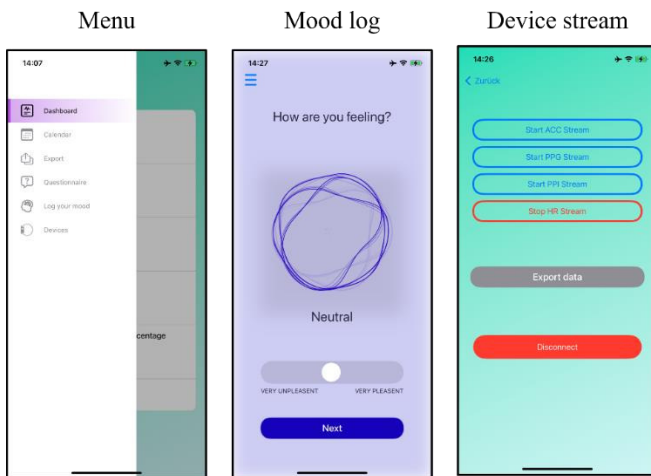 Menu
Mood log
Device stream
14:07
Dashboard
Calendar
Export
Questionnaire
Log your mood
Devices
centage
14:27
How are you feeling?
Neutral
VERY UNPLEASENT
VERY PLEASENT
Next
14:26
Zurück
Start ACC Stream
Start PPG Stream
Start PPI Stream
Stop HR Stream
Export data
Disconnect